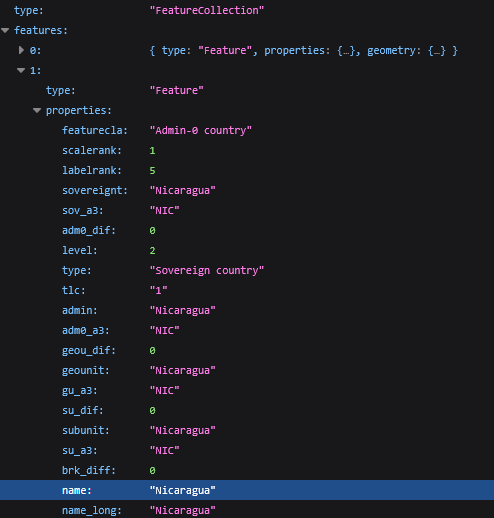 type: "FeatureCollection"
features:
0: { type: "Feature", properties: {…}, geometry: {…} }
1:
type: "Feature"
properties:
featurecla: "Admin-0 country"
scalerank: 1
labelrank: 5
sovereignt: "Nicaragua"
sov_a3: "NIC"
adm0_dif: 0
level: 2
type: "Sovereign country"
tlc: "1"
admin: "Nicaragua"
adm0_a3: "NIC"
geou_dif: 0
geounit: "Nicaragua"
gu_a3: "NIC"
su_dif: 0
subunit: "Nicaragua"
su_a3: "NIC"
brk_diff: 0
name: "Nicaragua"
name_long: "Nicaragua"